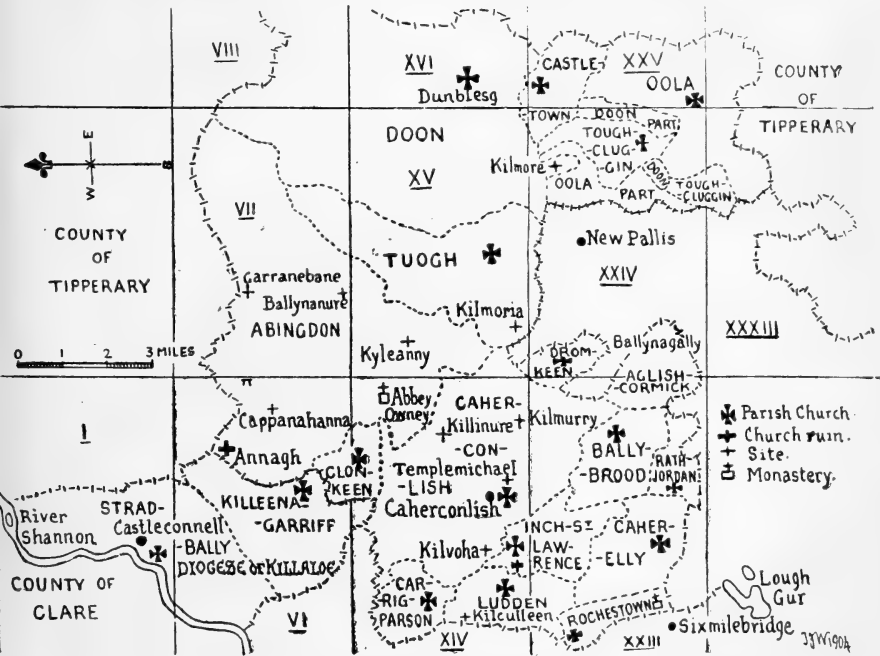 VIII
XVI
Dunblesg
CASTLE-
XXV
OOLA
COUNTY
OF
TIPPERARY
-TOWN
DOON
PART
DOON
TOUGH-
CLUG-
GIN
XV
Kilmore
OOLA
DOON
PART
TOUGH-
CLUGGIN
E
W
S
VII
COUNTY
OF
TIPPERARY
TUOGH
New Pallis
XXIV
Garranebane
Ballynanure
ABINGDON
Kilmoria
XXXIII
0 1 2 3 MILES
Kyleanny
DROM-
KEEN
Ballynagally
AGLISH-
CORMICK
I
Cappanahanna
Abbey
Owney
CAHER-
Killinure
Kilmurry
Parish Church
Church ruin.
Site.
Monastery.
Annagh
CLON-
KEEN
-CON-
Templemichael
-LISH
BALLY-
BROOD
RATH-
JORDAN
River
Shannon
STRAD-
Castleconnell
-BALLY
KILLEENA-
-GARRIFF
Caherconlish
DIOCEZE of KILLALOE
Kilvoha
INCH-ST
LAW-
RENCE
CAHER-
-ELLY
COUNTY OF
CLARE
VI
CAR-
RIG-
PARSON
LUDDEN
Kilculleen
XIV
ROCHESTOWN
XXIII
Sixmilebridge
Lough
Gur